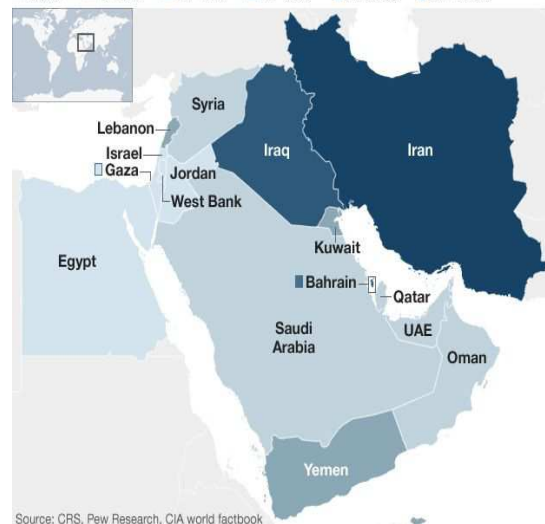 Syria
Lebanon
Iraq
Iran
Israel
Gaza
Jordan
West Bank
Kuwait
Egypt
Bahrain
Qatar
Saudi
Arabia
UAE
Oman
Yemen
Source: CRS, Pew Research, CIA world factbook